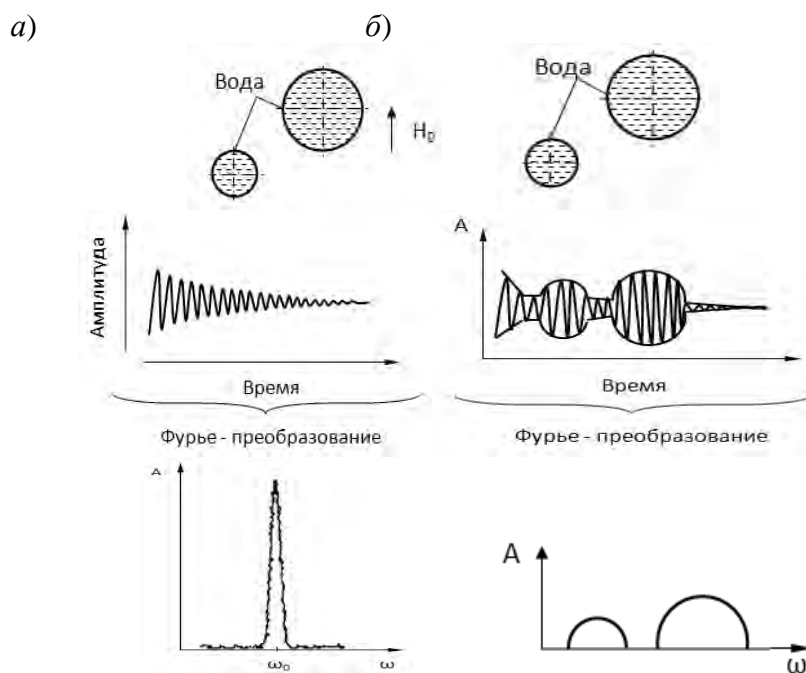 а) б)
Вода
Вода
H₀
Амплитуда
A
Время
Время
Фурье - преобразование
Фурье - преобразование
A
ω₀
ω
A
ω